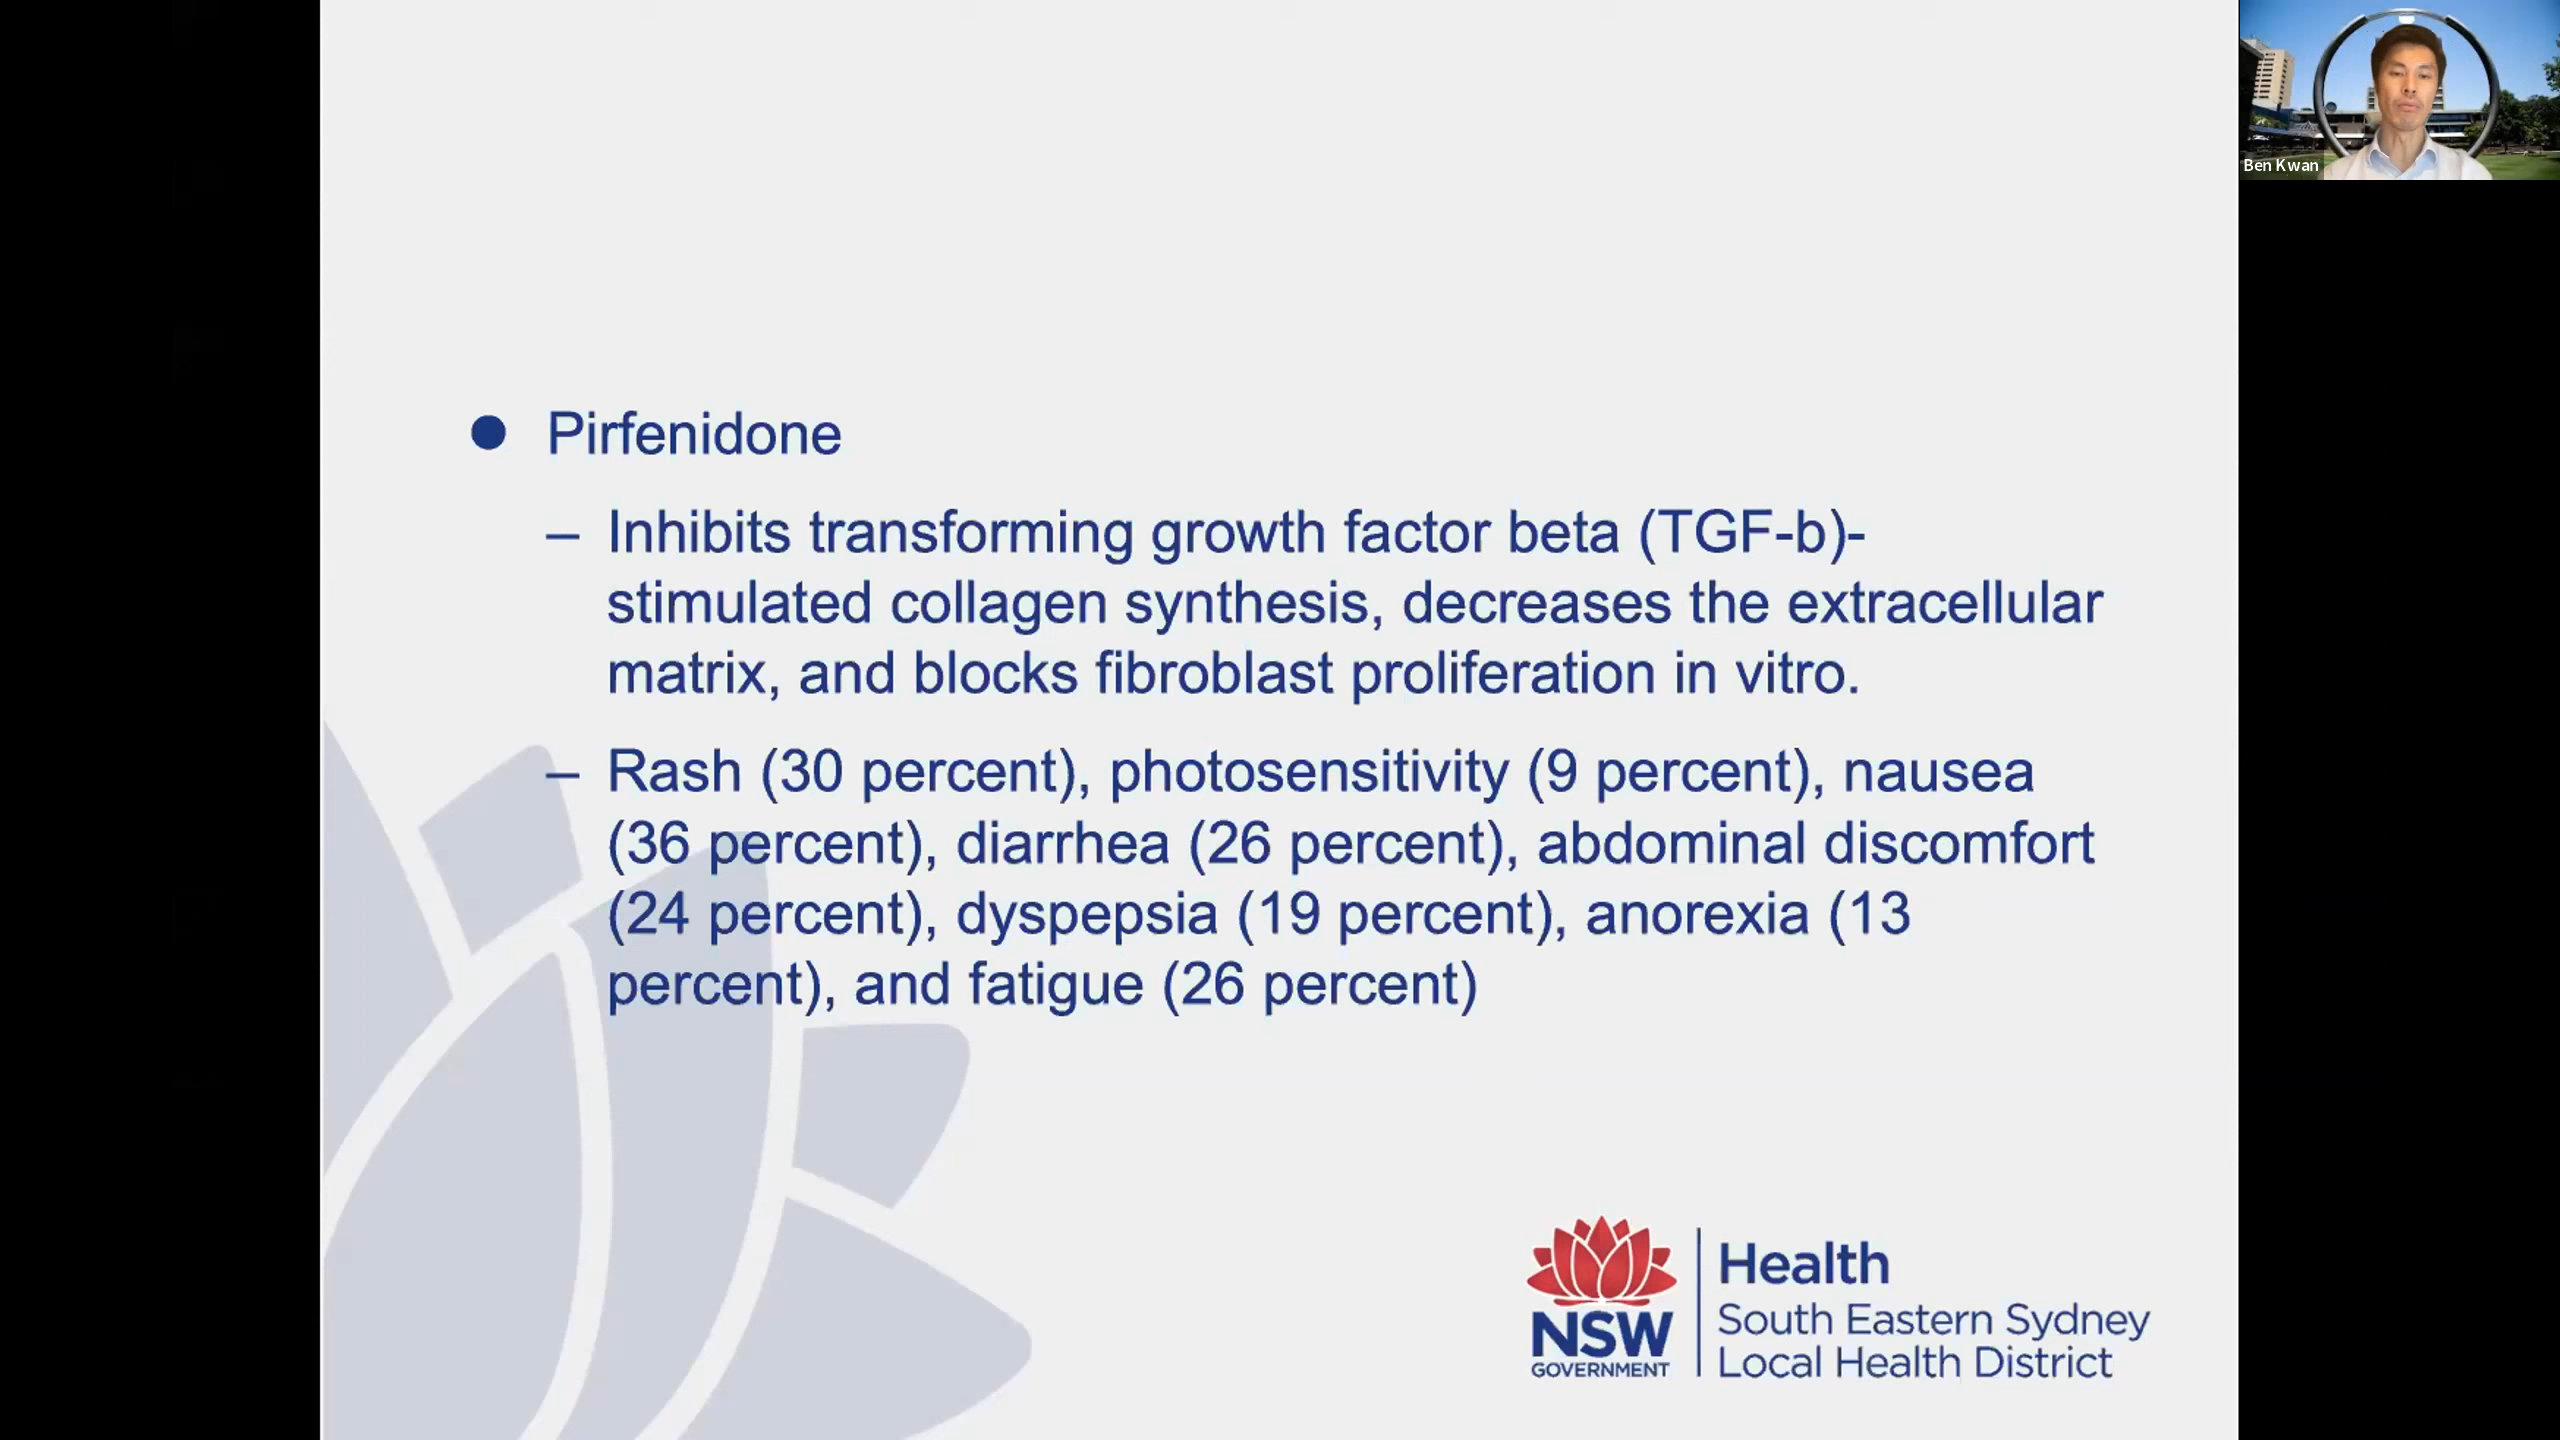 Ben Kwan
● Pirfenidone
– Inhibits transforming growth factor beta (TGF-b)-
stimulated collagen synthesis, decreases the extracellular
matrix, and blocks fibroblast proliferation in vitro.
– Rash (30 percent), photosensitivity (9 percent), nausea
(36 percent), diarrhea (26 percent), abdominal discomfort
(24 percent), dyspepsia (19 percent), anorexia (13
percent), and fatigue (26 percent)
NSW
GOVERNMENT
Health
South Eastern Sydney
Local Health District